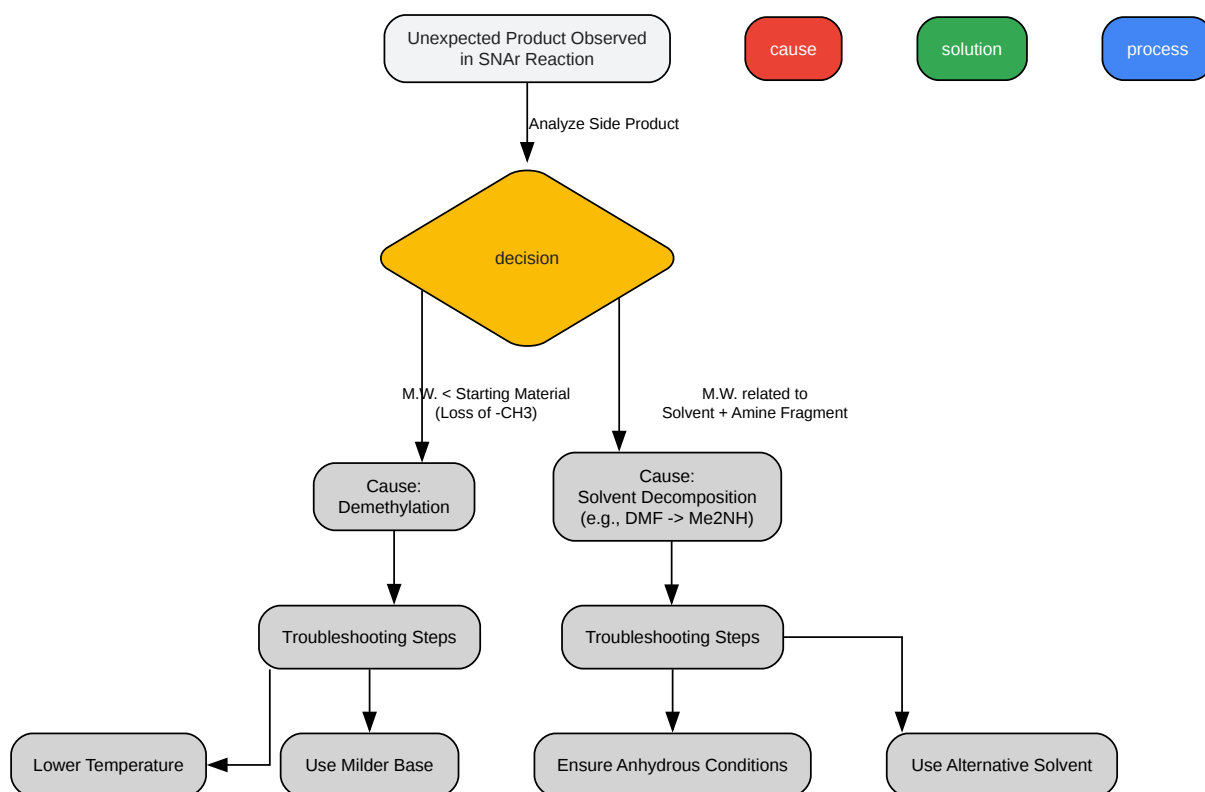 Unexpected Product Observed
in SNAr Reaction
cause
solution
process
Analyze Side Product
decision
M.W. < Starting Material
(Loss of -CH3)
M.W. related to
Solvent + Amine Fragment
Cause:
Demethylation
Cause:
Solvent Decomposition
(e.g., DMF -> Me2NH)
Troubleshooting Steps
Troubleshooting Steps
Lower Temperature
Use Milder Base
Ensure Anhydrous Conditions
Use Alternative Solvent